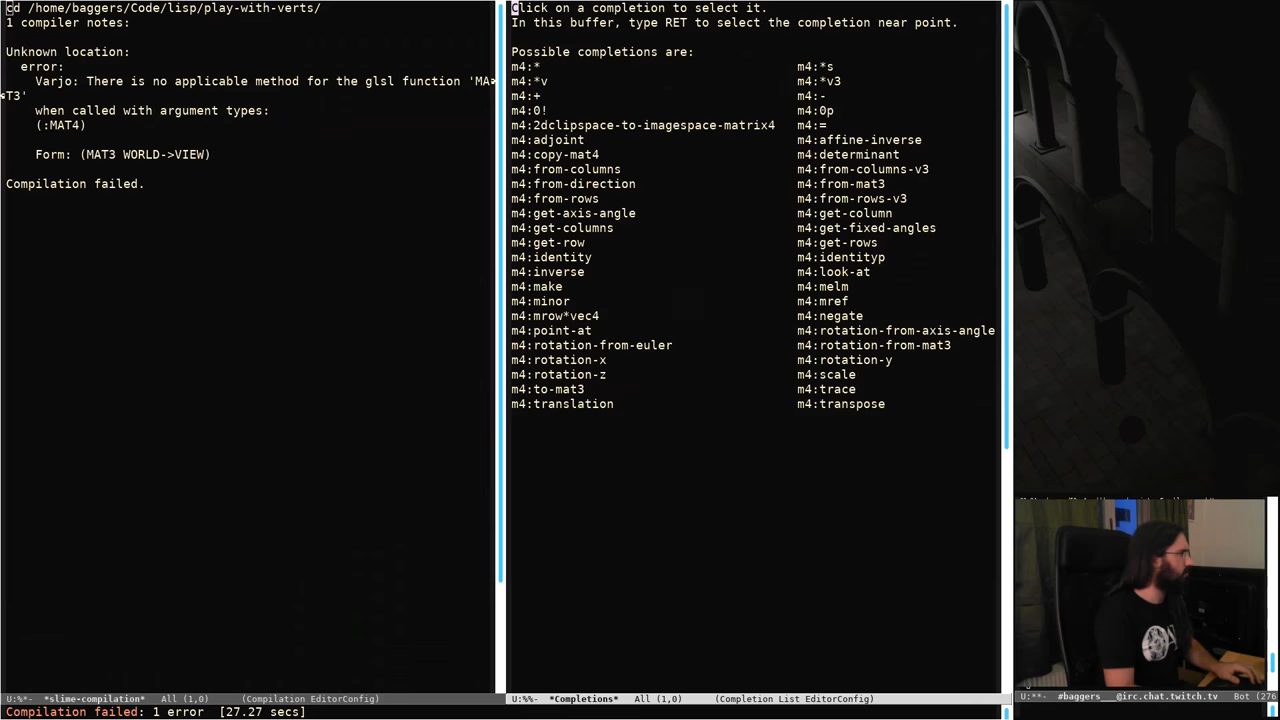 cd /home/baggers/Code/lisp/play-with-verts/
1 compiler notes:
Unknown location:
error:
Varjo: There is no applicable method for the glsl function 'MA
T3'
when called with argument types:
(:MAT4)
Form: (MAT3 WORLD->VIEW)
Compilation failed.
U:%*- *slime-compilation* All (1,0) (Compilation EditorConfig)
Compilation failed: 1 error [27.27 secs]
Click on a completion to select it.
In this buffer, type RET to select the completion near point.
Possible completions are:
m4:* m4:*s
m4:*v m4:*v3
m4:+ m4:-
m4:0! m4:0p
m4:2dclipspace-to-imagespace-matrix4 m4:=
m4:adjoint m4:affine-inverse
m4:copy-mat4 m4:determinant
m4:from-columns m4:from-columns-v3
m4:from-direction m4:from-mat3
m4:from-rows m4:from-rows-v3
m4:get-axis-angle m4:get-column
m4:get-columns m4:get-fixed-angles
m4:get-row m4:get-rows
m4:identity m4:identityp
m4:inverse m4:look-at
m4:make m4:melm
m4:minor m4:mref
m4:mrow*vec4 m4:negate
m4:point-at m4:rotation-from-axis-angle
m4:rotation-from-euler m4:rotation-from-mat3
m4:rotation-x m4:rotation-y
m4:rotation-z m4:scale
m4:to-mat3 m4:trace
m4:translation m4:transpose
U:%%- *Completions* All (1,0) (Completion List EditorConfig)
U:**- #baggers___@irc.chat.twitch.tv Bot (276